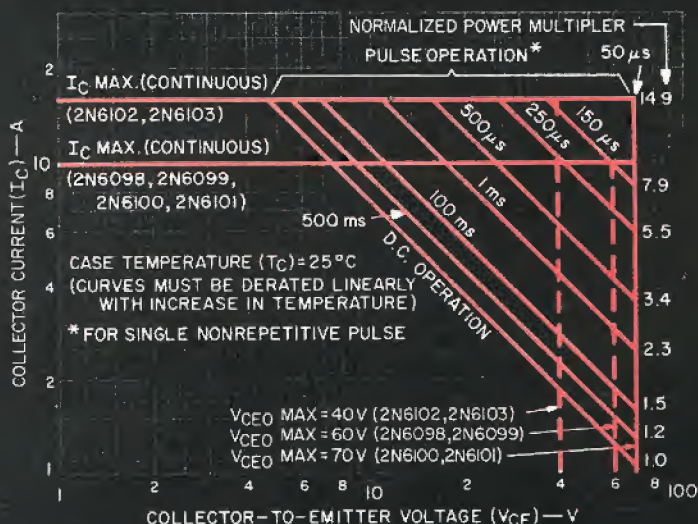 NORMALIZED POWER MULTIPLER
PULSE OPERATION*
50 µs
2
IC MAX. (CONTINUOUS)
(2N6102, 2N6103)
IC MAX. (CONTINUOUS)
(2N6098, 2N6099,
2N6100, 2N6101)
500µs
250µs
150 µs
1 ms
100 ms
500 ms
D.C. OPERATION
14.9
7.9
5.5
3.4
2.3
1.5
1.2
1.0
10
8
6
4
2
1
COLLECTOR CURRENT (IC)—A
CASE TEMPERATURE (TC)=25°C
(CURVES MUST BE DERATED LINEARLY
WITH INCREASE IN TEMPERATURE)
*FOR SINGLE NONREPETITIVE PULSE
VCEO MAX=40V (2N6102,2N6103)
VCEO MAX=60V (2N6098,2N6099)
VCEO MAX=70V (2N6100,2N6101)
1 2 4 6 8 10 2 4 6 8 100
COLLECTOR-TO-EMITTER VOLTAGE (VCE)—V